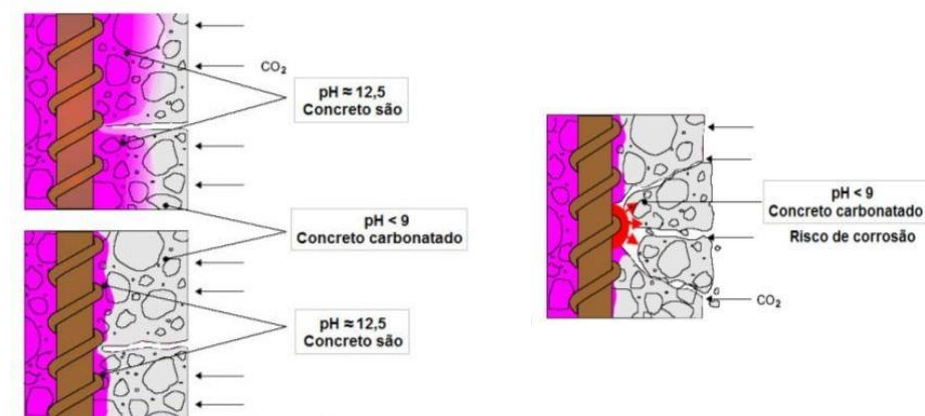 CO₂
pH ≈ 12,5
Concreto são
pH < 9
Concreto carbonatado
pH ≈ 12,5
Concreto são
pH < 9
Concreto carbonatado
Risco de corrosão
CO₂